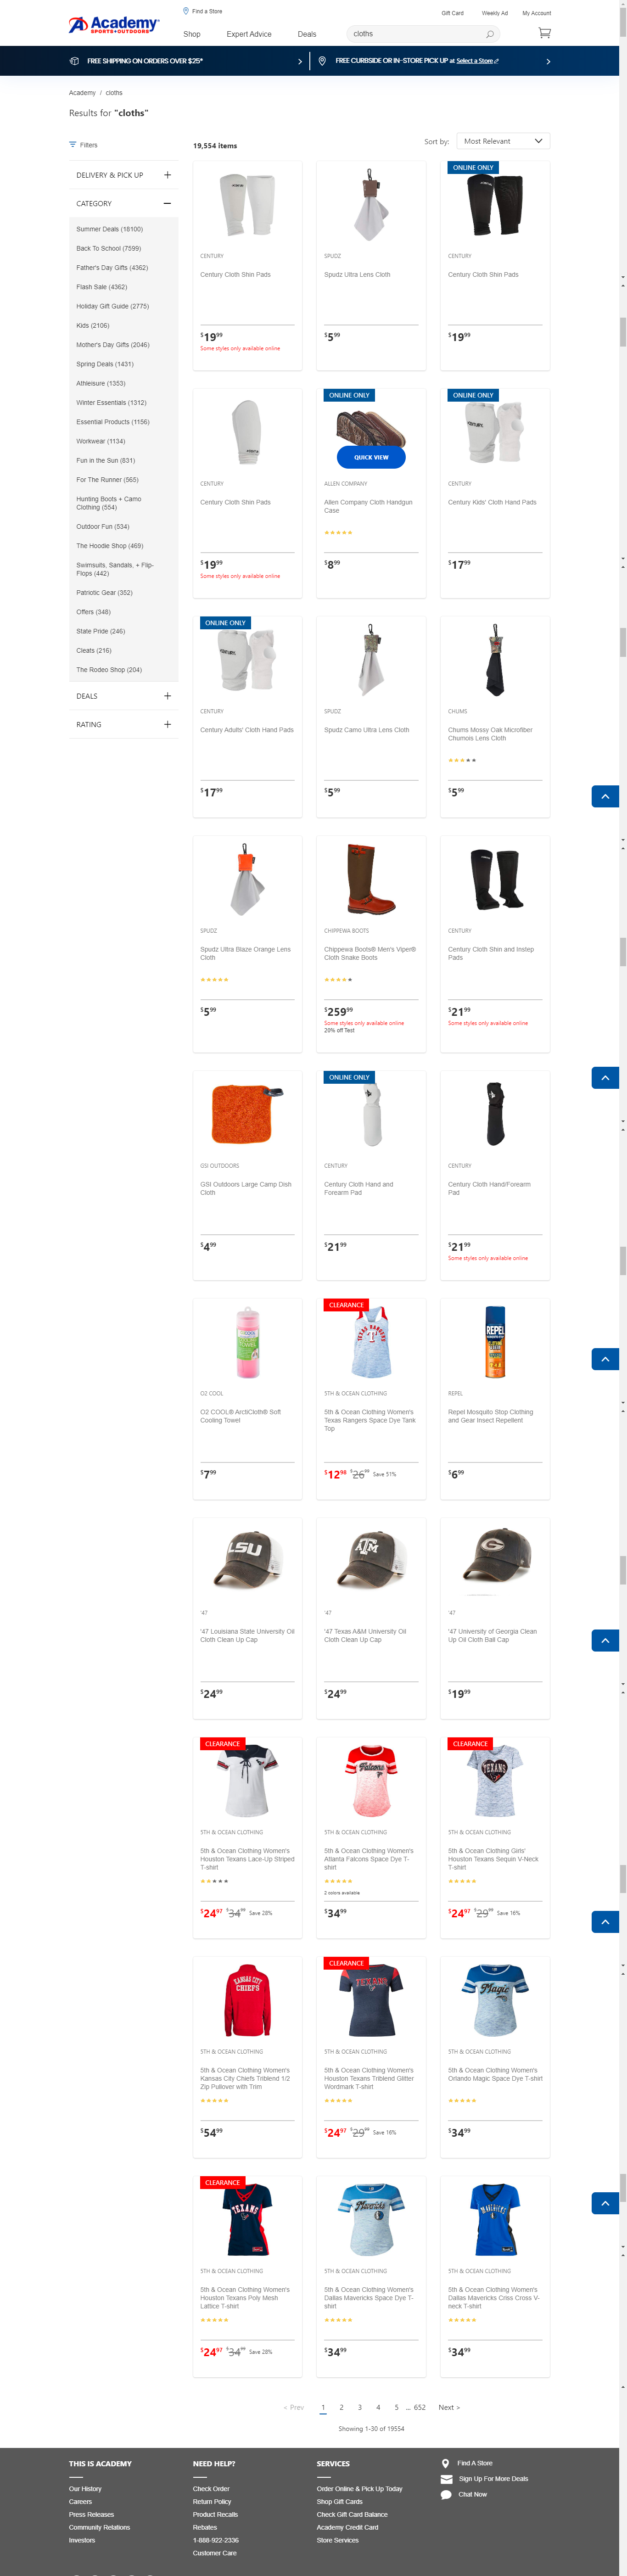 Academy
SPORTS+OUTDOORS
Find a Store
Gift Card
Weekly Ad
My Account
Shop
Expert Advice
Deals
cloths
FREE SHIPPING ON ORDERS OVER $25*
FREE CURBSIDE OR IN-STORE PICK UP at Select a Store
Academy / cloths
Results for "cloths"
Filters
19,554 items
Sort by:
Most Relevant
DELIVERY & PICK UP
CATEGORY
Summer Deals (18100)
Back To School (7599)
Father's Day Gifts (4362)
Flash Sale (4362)
Holiday Gift Guide (2775)
Kids (2106)
Mother's Day Gifts (2046)
Spring Deals (1431)
Athleisure (1353)
Winter Essentials (1312)
Essential Products (1156)
Workwear (1134)
Fun in the Sun (831)
For The Runner (565)
Hunting Boots + Camo
Clothing (554)
Outdoor Fun (534)
The Hoodie Shop (469)
Swimsuits, Sandals, + Flip-
Flops (442)
Patriotic Gear (352)
Offers (348)
State Pride (246)
Cleats (216)
The Rodeo Shop (204)
DEALS
RATING
CENTURY
Century Cloth Shin Pads
$19.99
Some styles only available online
SPUDZ
Spudz Ultra Lens Cloth
$5.99
ONLINE ONLY
CENTURY
Century Cloth Shin Pads
$19.99
CENTURY
Century Cloth Shin Pads
$19.99
Some styles only available online
ONLINE ONLY
QUICK VIEW
ALLEN COMPANY
Allen Company Cloth Handgun
Case
$8.99
ONLINE ONLY
CENTURY
Century Kids' Cloth Hand Pads
$17.99
ONLINE ONLY
CENTURY
Century Adults' Cloth Hand Pads
$17.99
SPUDZ
Spudz Camo Ultra Lens Cloth
$5.99
CHUMS
Chums Mossy Oak Microfiber
Chumois Lens Cloth
$5.99
SPUDZ
Spudz Ultra Blaze Orange Lens
Cloth
$5.99
CHIPPEWA BOOTS
Chippewa Boots® Men's Viper®
Cloth Snake Boots
$259.99
Some styles only available online
20% off Test
CENTURY
Century Cloth Shin and Instep
Pads
$21.99
Some styles only available online
GSI OUTDOORS
GSI Outdoors Large Camp Dish
Cloth
$4.99
ONLINE ONLY
CENTURY
Century Cloth Hand and
Forearm Pad
$21.99
CENTURY
Century Cloth Hand/Forearm
Pad
$21.99
Some styles only available online
O2 COOL
O2 COOL® ArctiCloth® Soft
Cooling Towel
$7.99
CLEARANCE
TEXAS RANGERS
5TH & OCEAN CLOTHING
5th & Ocean Clothing Women's
Texas Rangers Space Dye Tank
Top
$12.98 $26.99 Save 51%
REPEL
REPEL
Repel Mosquito Stop Clothing
and Gear Insect Repellent
$6.99
LSU
'47
'47 Louisiana State University Oil
Cloth Clean Up Cap
$24.99
ATM
'47
'47 Texas A&M University Oil
Cloth Clean Up Cap
$24.99
G
'47
'47 University of Georgia Clean
Up Oil Cloth Ball Cap
$19.99
CLEARANCE
5TH & OCEAN CLOTHING
5th & Ocean Clothing Women's
Houston Texans Lace-Up Striped
T-shirt
$24.97 $34.99 Save 28%
Falcons
5TH & OCEAN CLOTHING
5th & Ocean Clothing Women's
Atlanta Falcons Space Dye T-
shirt
2 colors available
$34.99
CLEARANCE
TEXANS
5TH & OCEAN CLOTHING
5th & Ocean Clothing Girls'
Houston Texans Sequin V-Neck
T-shirt
$24.97 $29.99 Save 16%
KANSAS CITY
CHIEFS
5TH & OCEAN CLOTHING
5th & Ocean Clothing Women's
Kansas City Chiefs Triblend 1/2
Zip Pullover with Trim
$54.99
CLEARANCE
TEXANS
5TH & OCEAN CLOTHING
5th & Ocean Clothing Women's
Houston Texans Triblend Glitter
Wordmark T-shirt
$24.97 $29.99 Save 16%
Magic
5TH & OCEAN CLOTHING
5th & Ocean Clothing Women's
Orlando Magic Space Dye T-shirt
$34.99
CLEARANCE
TEXANS
5TH & OCEAN CLOTHING
5th & Ocean Clothing Women's
Houston Texans Poly Mesh
Lattice T-shirt
$24.97 $34.99 Save 28%
Mavericks
5TH & OCEAN CLOTHING
5th & Ocean Clothing Women's
Dallas Mavericks Space Dye T-
shirt
$34.99
MAVERICKS
5TH & OCEAN CLOTHING
5th & Ocean Clothing Women's
Dallas Mavericks Criss Cross V-
neck T-shirt
$34.99
< Prev 1 2 3 4 5 ... 652 Next >
Showing 1-30 of 19554
THIS IS ACADEMY
Our History
Careers
Press Releases
Community Relations
Investors
NEED HELP?
Check Order
Return Policy
Product Recalls
Rebates
1-888-922-2336
Customer Care
SERVICES
Order Online & Pick Up Today
Shop Gift Cards
Check Gift Card Balance
Academy Credit Card
Store Services
Find A Store
Sign Up For More Deals
Chat Now